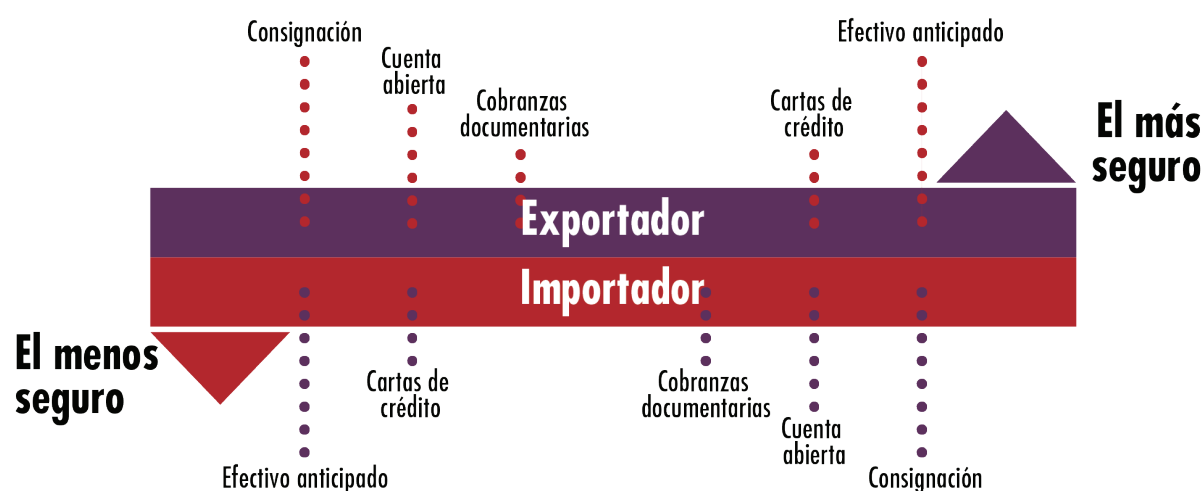 Consignación
Cuenta
abierta
Cobranzas
documentarias
Cartas de
crédito
Efectivo anticipado
El más
seguro
Exportador
Importador
El menos
seguro
Efectivo anticipado
Cartas de
crédito
Cobranzas
documentarias
Cuenta
abierta
Consignación